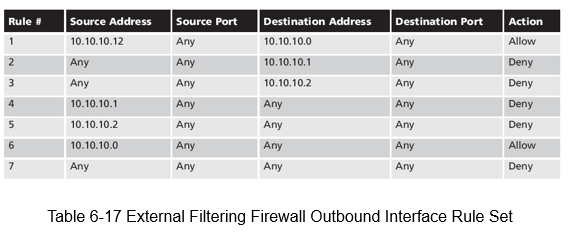 Rule # Source Address Source Port Destination Address Destination Port Action
1 10.10.10.12 Any 10.10.10.0 Any Allow
2 Any Any 10.10.10.1 Any Deny
3 Any Any 10.10.10.2 Any Deny
4 10.10.10.1 Any Any Any Deny
5 10.10.10.2 Any Any Any Deny
6 10.10.10.0 Any Any Any Allow
7 Any Any Any Any Deny
Table 6-17 External Filtering Firewall Outbound Interface Rule Set